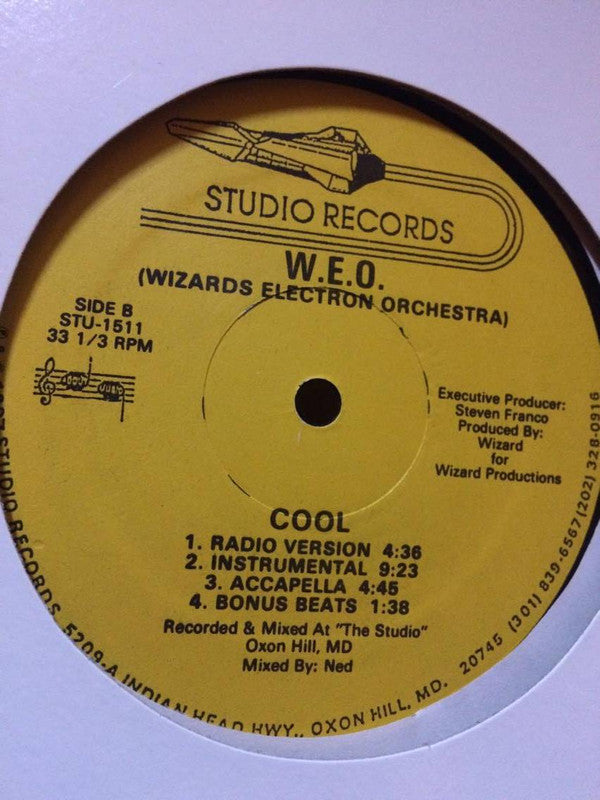 STUDIO RECORDS
W.E.O.
(WIZARDS ELECTRON ORCHESTRA)
SIDE B
STU-1511
33 1/3 RPM
Executive Producer:
Steven Franco
Produced By:
Wizard
for
Wizard Productions
COOL
1. RADIO VERSION 4:36
2. INSTRUMENTAL 9:23
3. ACCAPELLA 4:45
4. BONUS BEATS 1:38
Recorded & Mixed At "The Studio"
Oxon Hill, MD
Mixed By: Ned
STUDIO RECORDS, 5209-A INDIAN HEAD HWY., OXON HILL, MD. 20745 (301) 839-6567 (202) 328-0916